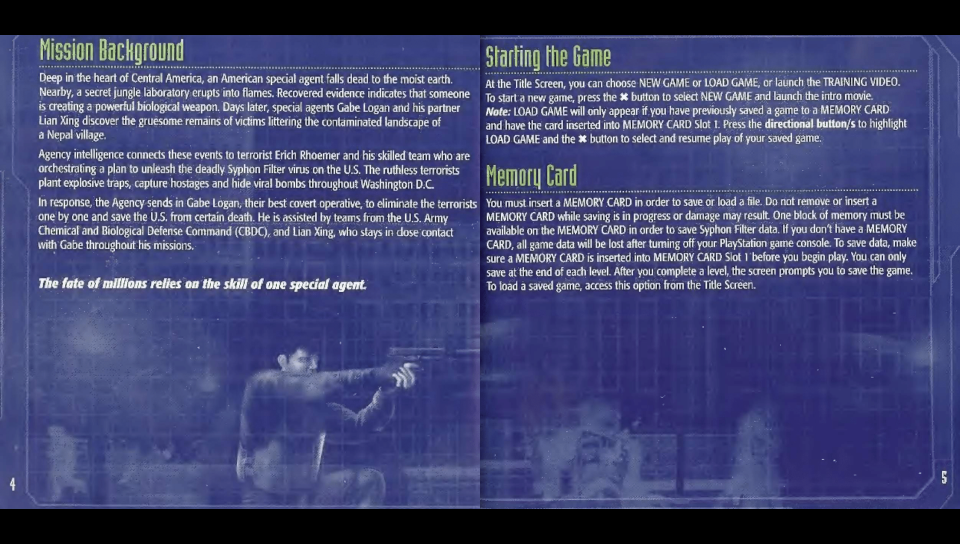 Mission Background
Deep in the heart of Central America, an American special agent falls dead to the moist earth.
Nearby, a secret jungle laboratory erupts into flames. Recovered evidence indicates that someone
is creating a powerful biological weapon. Days later, special agents Gabe Logan and his partner
Lian Xing discover the gruesome remains of victims littering the contaminated landscape of
a Nepal village.
Agency intelligence connects these events to terrorist Erich Rhoemer and his skilled team who are
orchestrating a plan to unleash the deadly Syphon Filter virus on the U.S. The ruthless terrorists
plant explosive traps, capture hostages and hide viral bombs throughout Washington D.C.
In response, the Agency sends in Gabe Logan, their best covert operative, to eliminate the terrorists
one by one and save the U.S. from certain death. He is assisted by teams from the U.S. Army
Chemical and Biological Defense Command (CBDC), and Lian Xing, who stays in close contact
with Gabe throughout his missions.
The fate of millions relies on the skill of one special agent.
4
Starting the Game
At the Title Screen, you can choose NEW GAME or LOAD GAME, or launch the TRAINING VIDEO.
To start a new game, press the ✖ button to select NEW GAME and launch the intro movie.
Note: LOAD GAME will only appear if you have previously saved a game to a MEMORY CARD
and have the card inserted into MEMORY CARD Slot 1. Press the directional button/s to highlight
LOAD GAME and the ✖ button to select and resume play of your saved game.
Memory Card
You must insert a MEMORY CARD in order to save or load a file. Do not remove or insert a
MEMORY CARD while saving is in progress or damage may result. One block of memory must be
available on the MEMORY CARD in order to save Syphon Filter data. If you don't have a MEMORY
CARD, all game data will be lost after turning off your PlayStation game console. To save data, make
sure a MEMORY CARD is inserted into MEMORY CARD Slot 1 before you begin play. You can only
save at the end of each level. After you complete a level, the screen prompts you to save the game.
To load a saved game, access this option from the Title Screen.
5